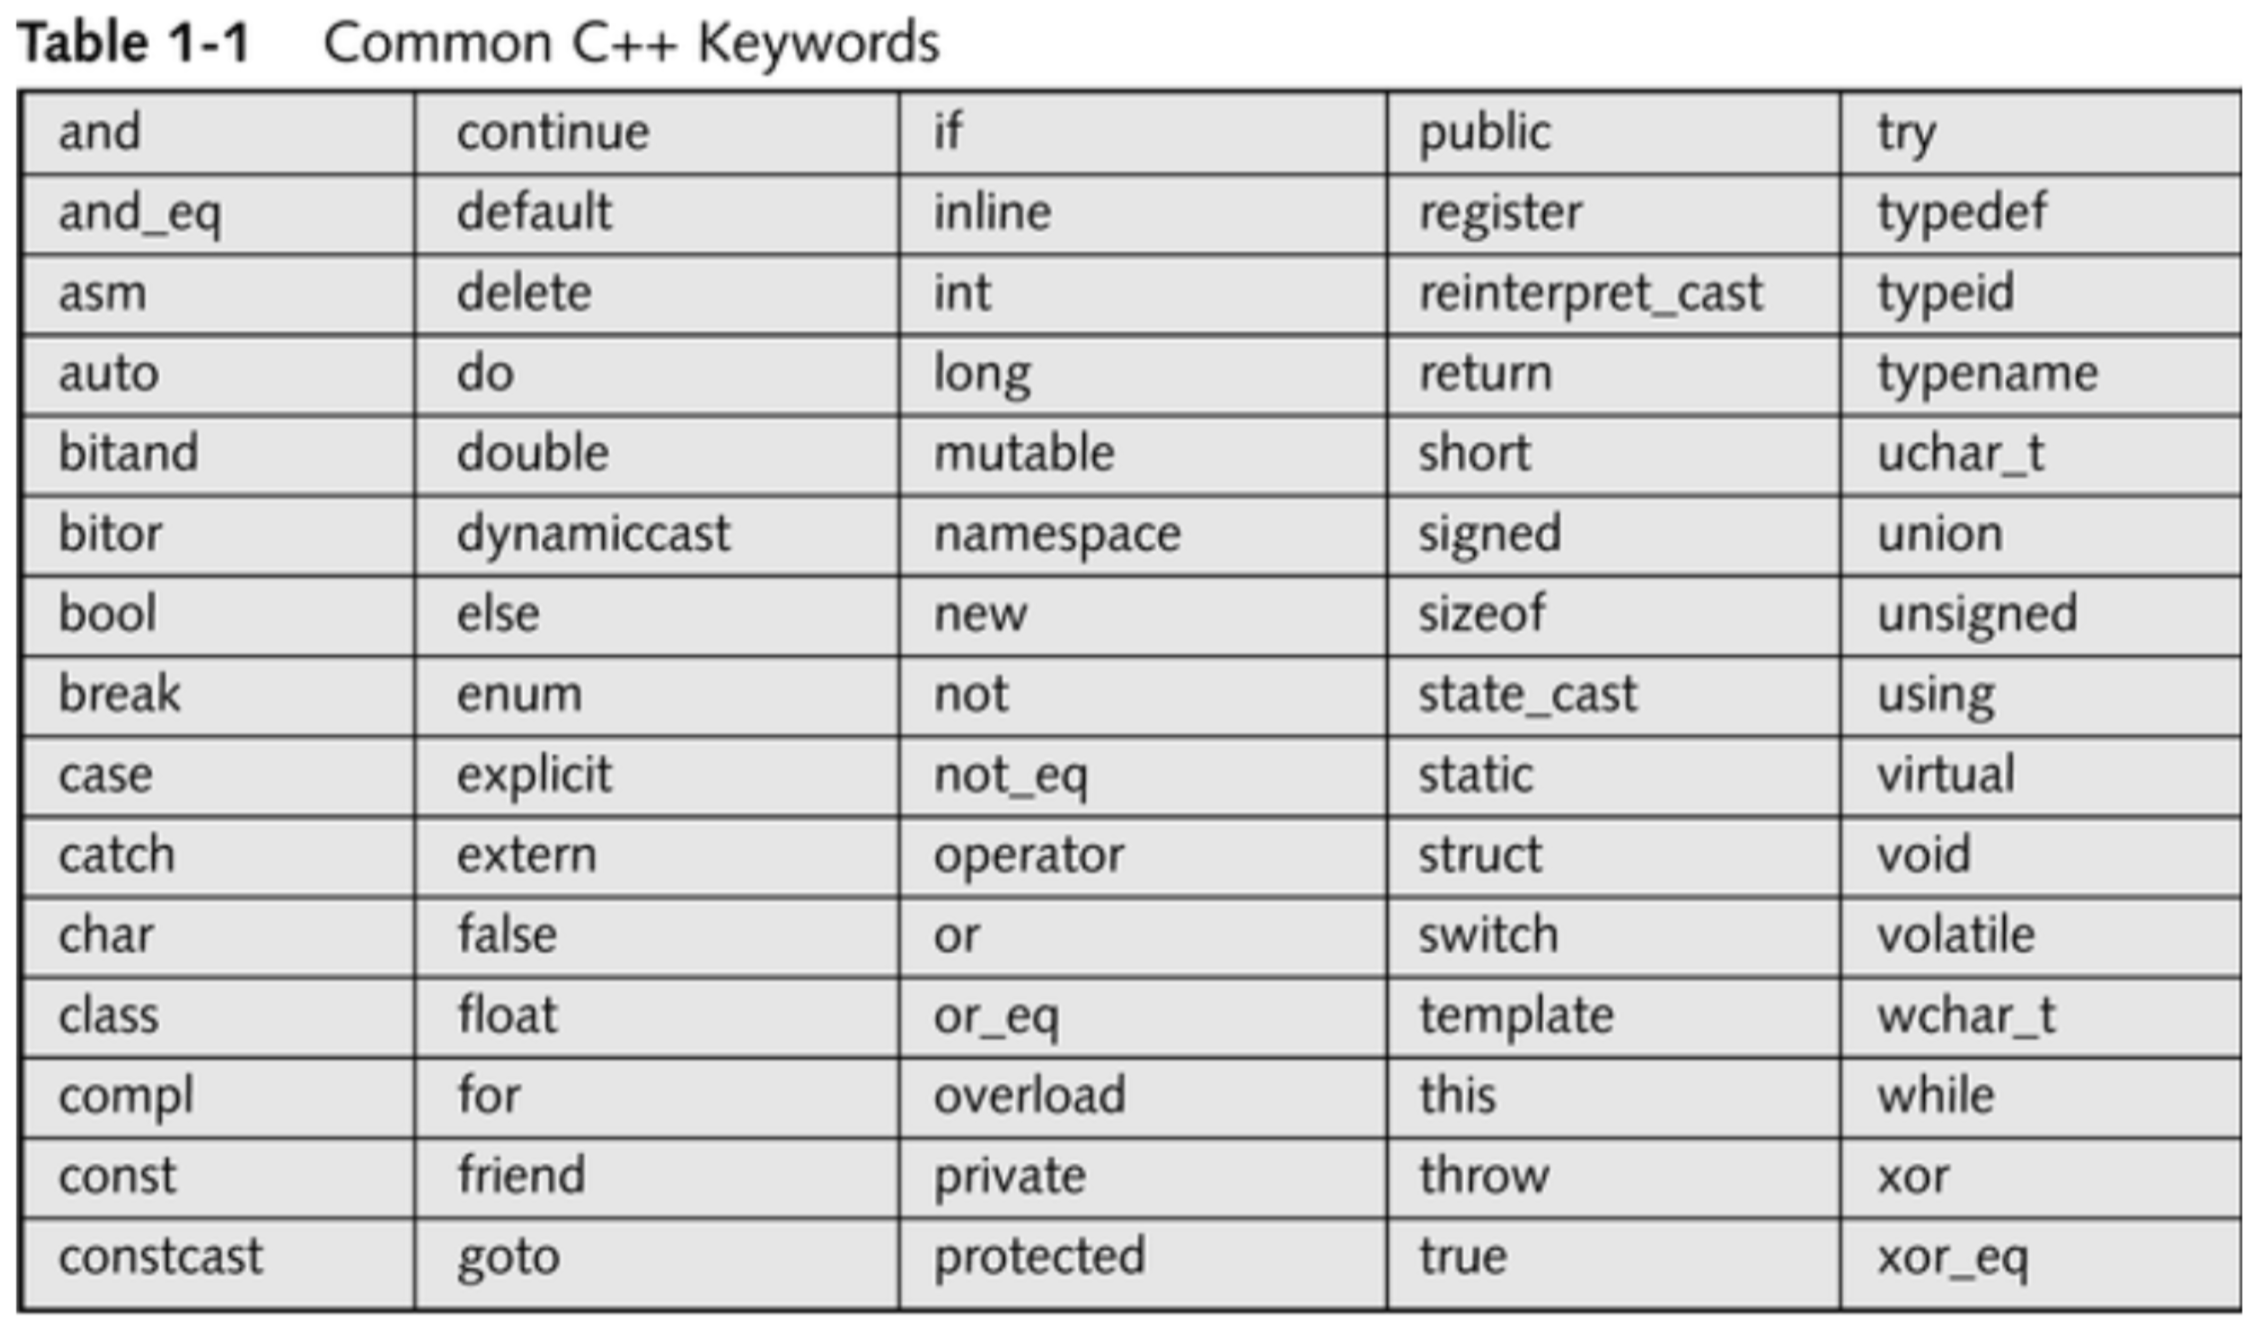 Table 1-1 Common C++ Keywords
and continue if public try
and_eq default inline register typedef
asm delete int reinterpret_cast typeid
auto do long return typename
bitand double mutable short uchar_t
bitor dynamiccast namespace signed union
bool else new sizeof unsigned
break enum not state_cast using
case explicit not_eq static virtual
catch extern operator struct void
char false or switch volatile
class float or_eq template wchar_t
compl for overload this while
const friend private throw xor
constcast goto protected true xor_eq